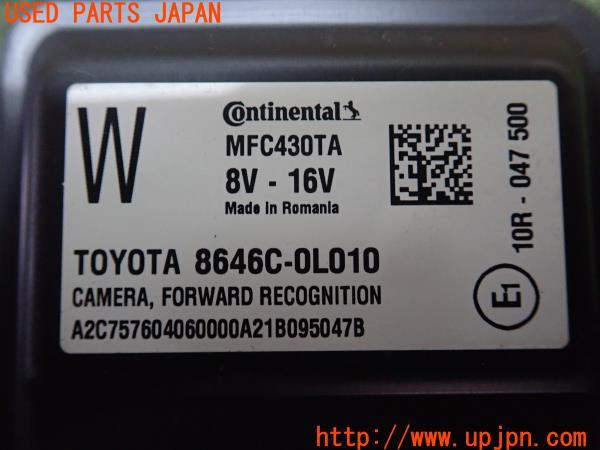 USED PARTS JAPAN
W
Continental
MFC430TA
8V - 16V
Made in Romania
10R - 047 500
E1
TOYOTA 8646C-0L010
CAMERA, FORWARD RECOGNITION
A2C757604060000A21B095047B
http://www.upjpn.com/